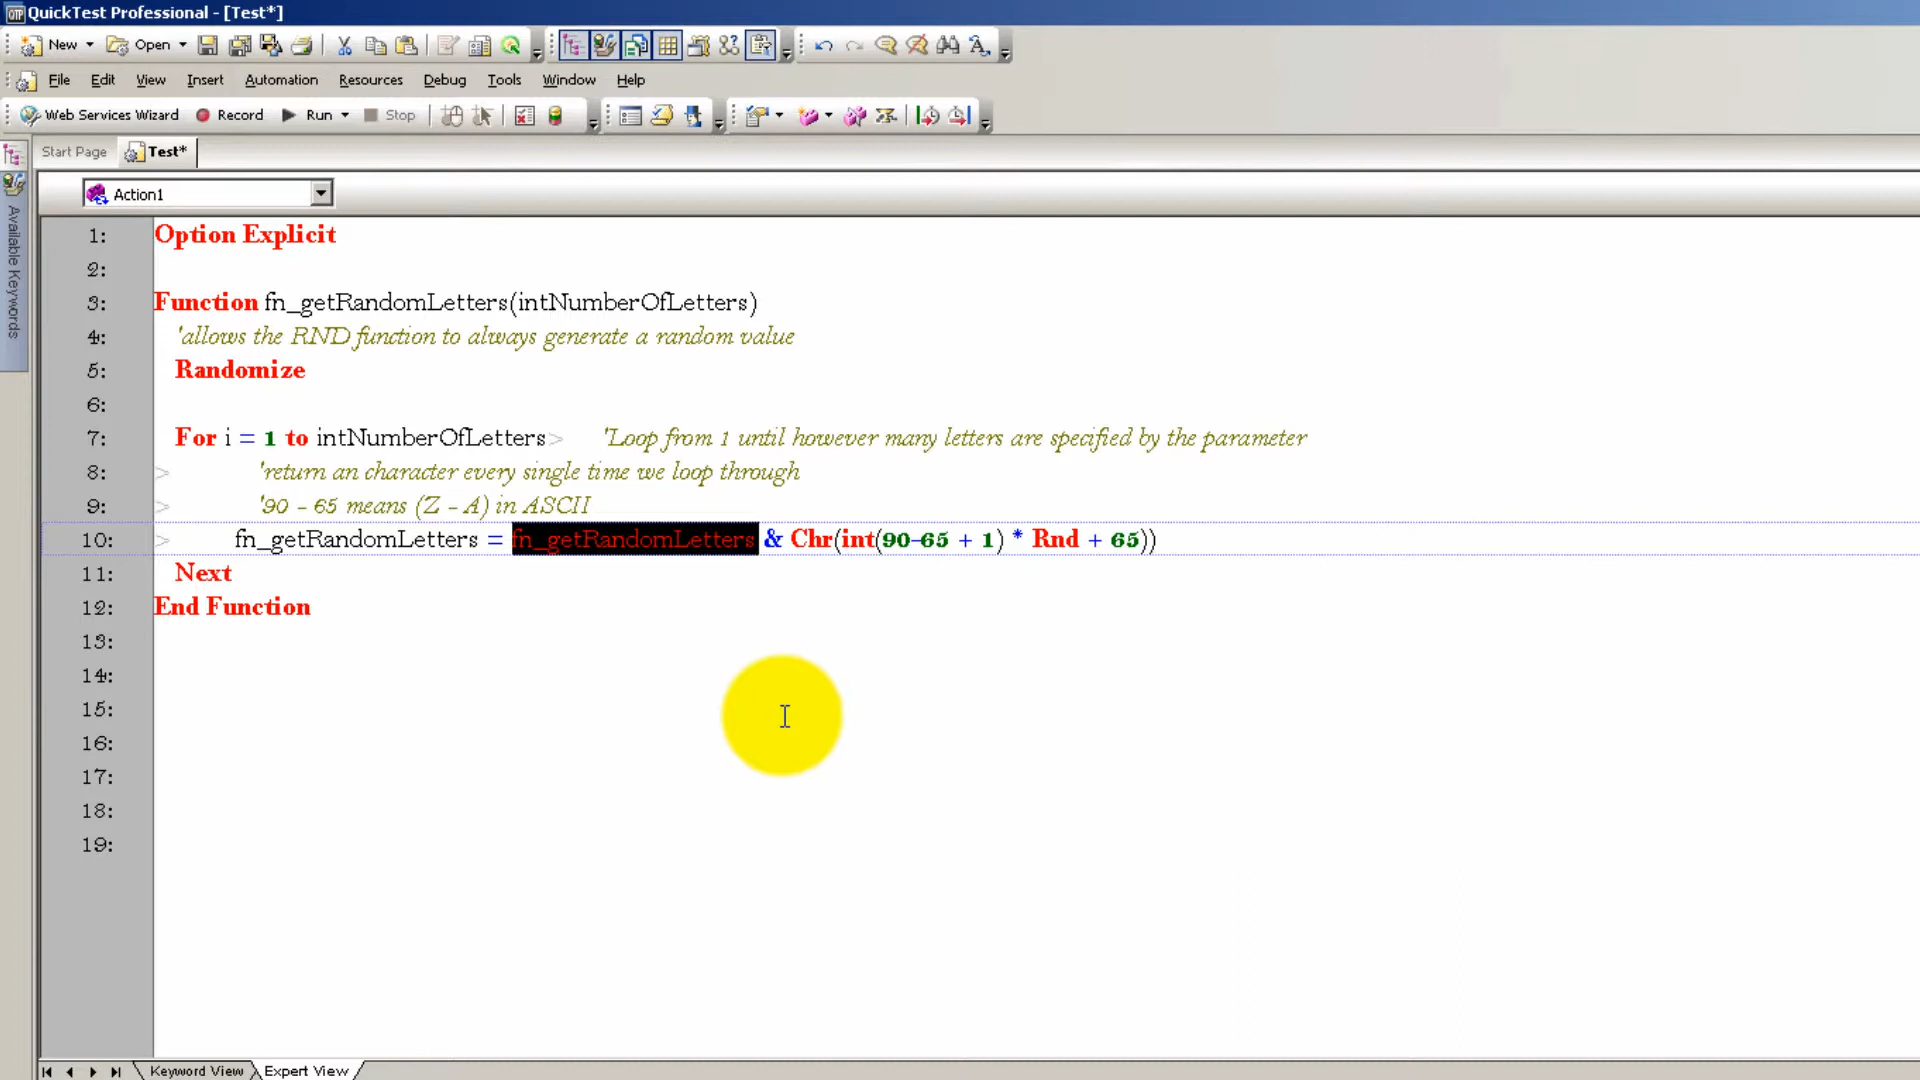 QuickTest Professional - [Test*]
New Open
File Edit View Insert Automation Resources Debug Tools Window Help
Web Services Wizard Record Run Stop
Start Page Test*
Action1
Available Keywords
1: Option Explicit
2:
3: Function fn_getRandomLetters(intNumberOfLetters)
4: 'allows the RND function to always generate a random value
5: Randomize
6:
7: For i = 1 to intNumberOfLetters> 'Loop from 1 until however many letters are specified by the parameter
8: > 'return an character every single time we loop through
9: > '90 - 65 means (Z - A) in ASCII
10: > fn_getRandomLetters = fn_getRandomLetters & Chr(int(90-65 + 1) * Rnd + 65))
11: Next
12: End Function
13:
14:
15:
16:
17:
18:
19:
Keyword View Expert View